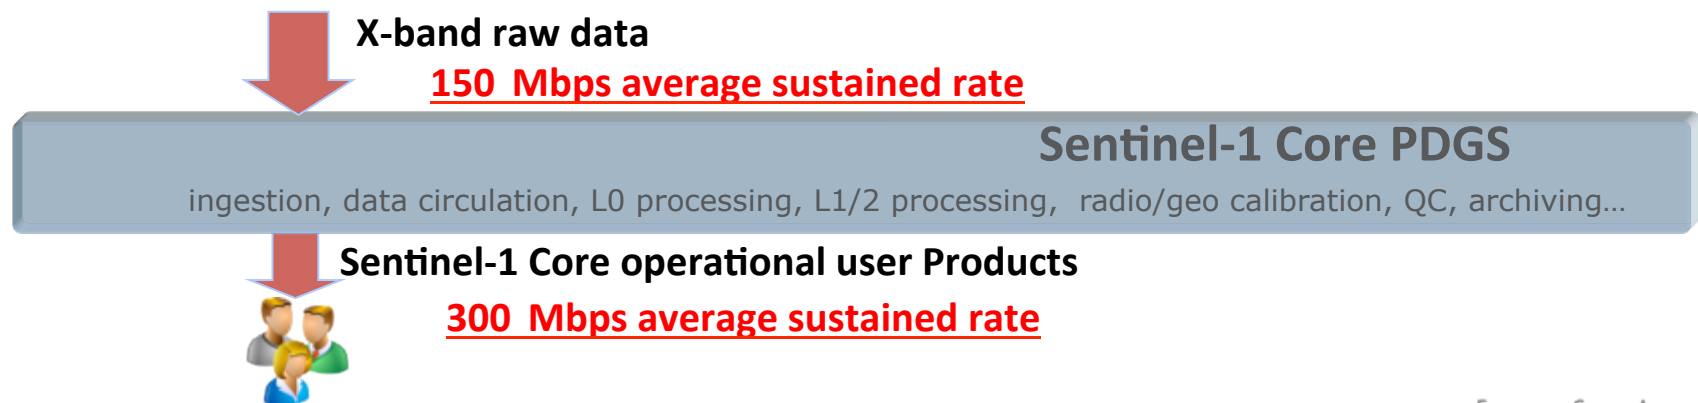 X-band raw data
150 Mbps average sustained rate
Sentinel-1 Core PDGS
ingestion, data circulation, L0 processing, L1/2 processing, radio/geo calibration, QC, archiving…
Sentinel-1 Core operational user Products
300 Mbps average sustained rate